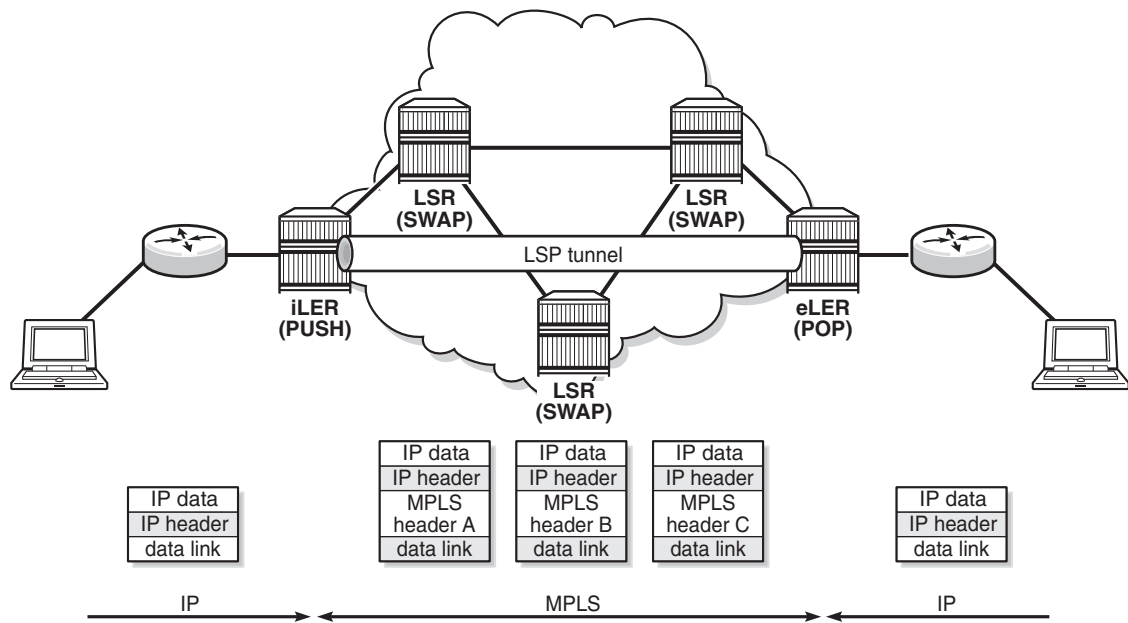 LSR
(SWAP)
LSR
(SWAP)
LSP tunnel
iLER
(PUSH)
eLER
(POP)
LSR
(SWAP)
IP data
IP header
data link
IP data
IP header
MPLS
header A
data link
IP data
IP header
MPLS
header B
data link
IP data
IP header
MPLS
header C
data link
IP data
IP header
data link
IP
MPLS
IP